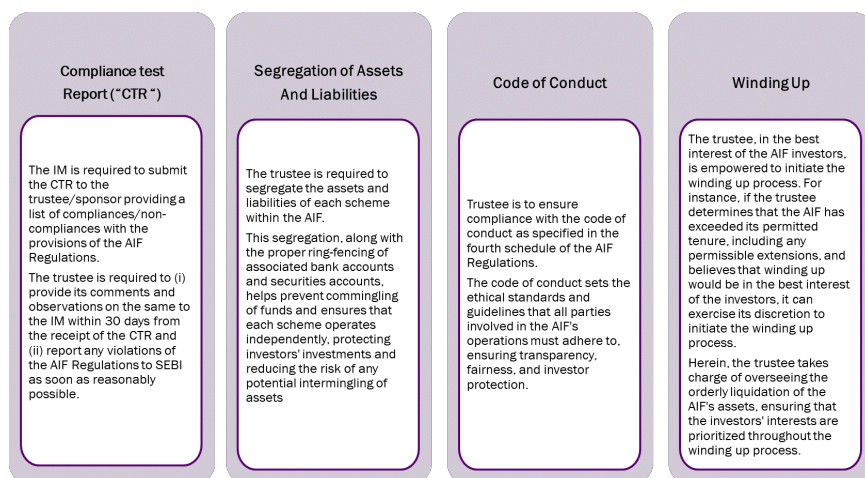 Compliance test
Report ("CTR ")
The IM is required to submit
the CTR to the
trustee/sponsor providing a
list of compliances/non-
compliances with the
provisions of the AIF
Regulations.
The trustee is required to (i)
provide its comments and
observations on the same to
the IM within 30 days from
the receipt of the CTR and
(ii) report any violations of
the AIF Regulations to SEBI
as soon as reasonably
possible.
Segregation of Assets
And Liabilities
The trustee is required to
segregate the assets and
liabilities of each scheme
within the AIF.
This segregation, along with
the proper ring-fencing of
associated bank accounts
and securities accounts,
helps prevent commingling
of funds and ensures that
each scheme operates
independently, protecting
investors' investments and
reducing the risk of any
potential intermingling of
assets
Code of Conduct
Trustee is to ensure
compliance with the code of
conduct as specified in the
fourth schedule of the AIF
Regulations.
The code of conduct sets the
ethical standards and
guidelines that all parties
involved in the AIF's
operations must adhere to,
ensuring transparency,
fairness, and investor
protection.
Winding Up
The trustee, in the best
interest of the AIF investors,
is empowered to initiate the
winding up process. For
instance, if the trustee
determines that the AIF has
exceeded its permitted
tenure, including any
permissible extensions, and
believes that winding up
would be in the best interest
of the investors, it can
exercise its discretion to
initiate the winding up
process.
Herein, the trustee takes
charge of overseeing the
orderly liquidation of the
AIF's assets, ensuring that
the investors' interests are
prioritized throughout the
winding up process.